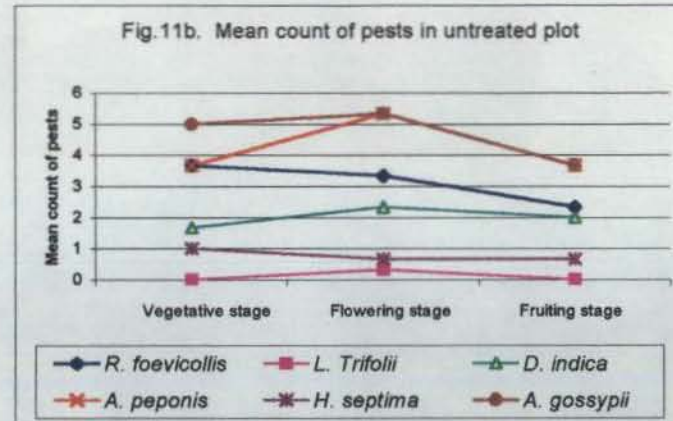 Fig.11b. Mean count of pests in untreated plot
Mean count of pests
6
5
4
3
2
1
0
Vegetative stage Flowering stage Fruiting stage
R. foevicollis L. Trifolii D. indica
A. peponis H. septima A. gossypii